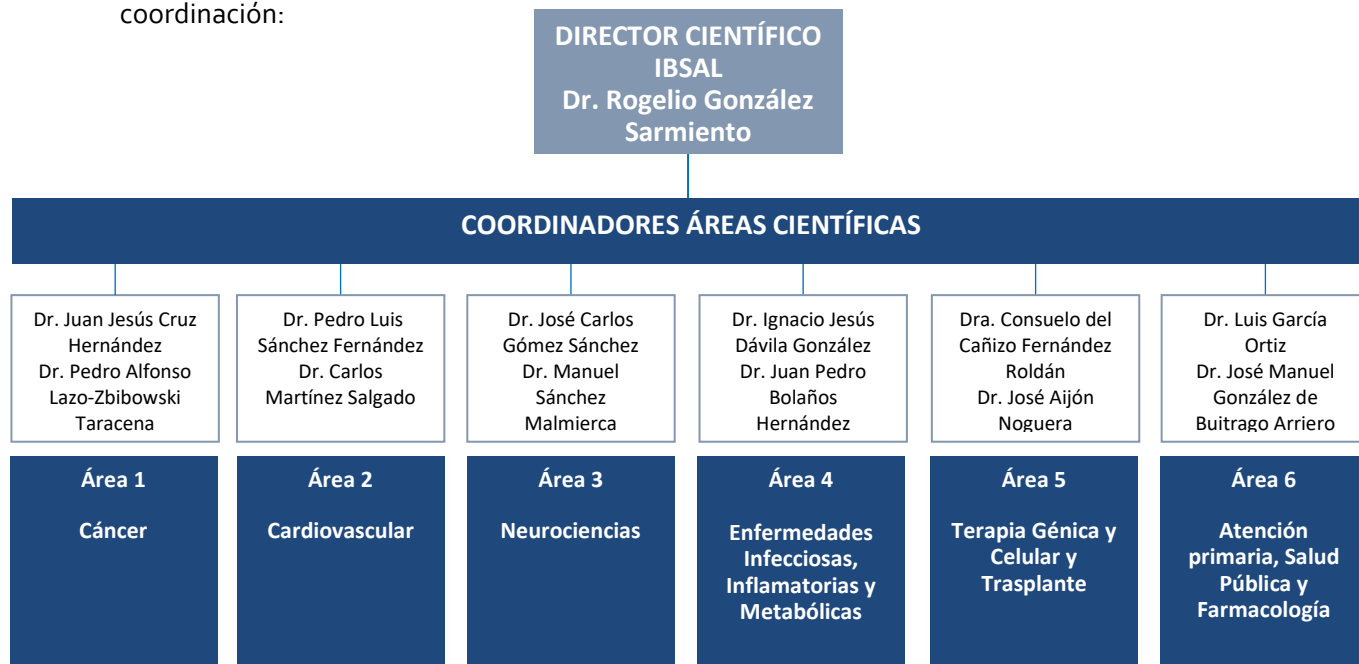 coordinación:
DIRECTOR CIENTÍFICO
IBSAL
Dr. Rogelio González
Sarmiento
COORDINADORES ÁREAS CIENTÍFICAS
Dr. Juan Jesús Cruz
Hernández
Dr. Pedro Alfonso
Lazo-Zbibowski
Taracena
Dr. Pedro Luis
Sánchez Fernández
Dr. Carlos
Martínez Salgado
Dr. José Carlos
Gómez Sánchez
Dr. Manuel
Sánchez
Malmierca
Dr. Ignacio Jesús
Dávila González
Dr. Juan Pedro
Bolaños
Hernández
Dra. Consuelo del
Cañizo Fernández
Roldán
Dr. José Aijón
Noguera
Dr. Luis García
Ortiz
Dr. José Manuel
González de
Buitrago Arriero
Área 1
Cáncer
Área 2
Cardiovascular
Área 3
Neurociencias
Área 4
Enfermedades
Infecciosas,
Inflamatorias y
Metabólicas
Área 5
Terapia Génica y
Celular y
Trasplante
Área 6
Atención
primaria, Salud
Pública y
Farmacología